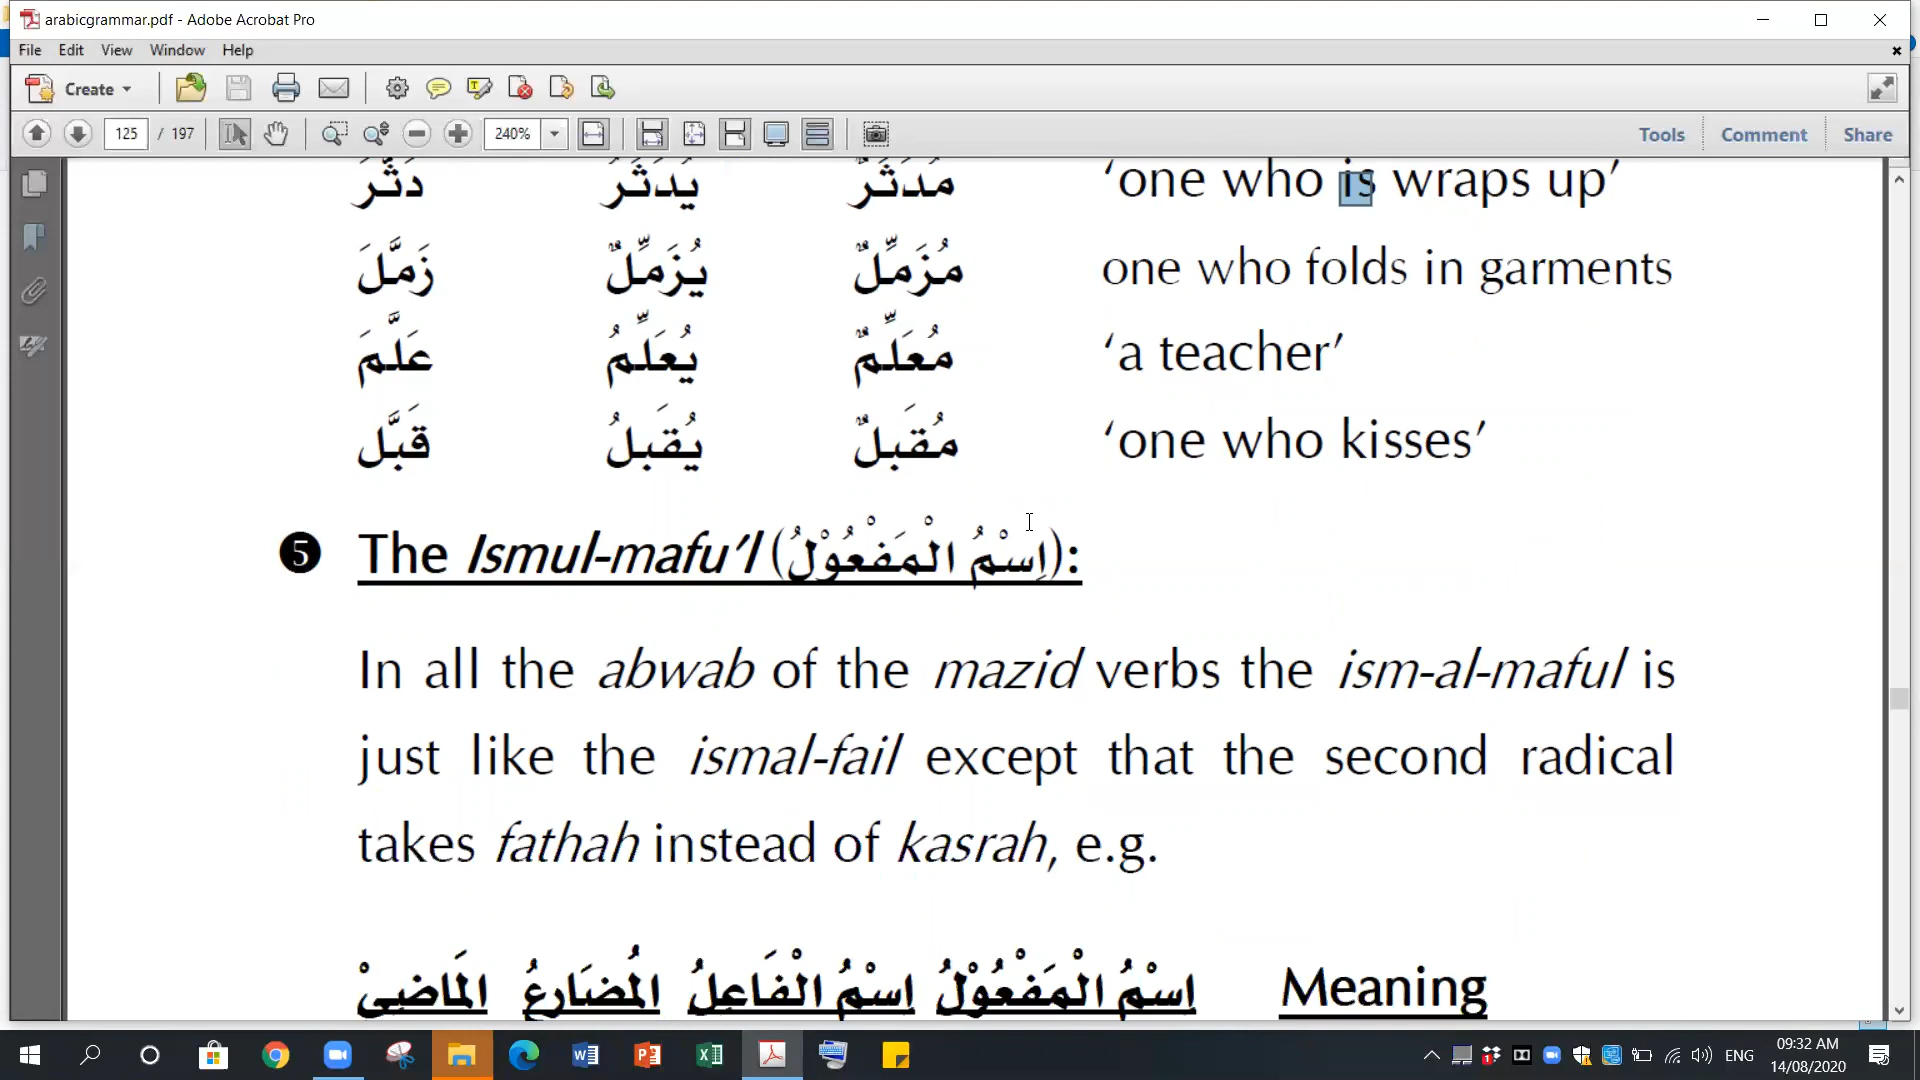 arabicgrammar.pdf - Adobe Acrobat Pro
File Edit View Window Help
Create
125 / 197 240% Tools Comment Share
دَثَّرَ يُدَثَرُ مُدَثَرٌ ‘one who is wraps up’
زَمَّلَ يُزَمِّلٌ مُزَمِّلٌ one who folds in garments
عَلَّمَ يُعَلِّمُ مُعَلِّمٌ ‘a teacher’
قَبَّل يُقَبلُ مُقَبلٌ ‘one who kisses’
5 The Ismul-mafu’l (اِسْمُ الْمَفْعُوْلُ):
In all the abwab of the mazid verbs the ism-al-maful is
just like the ismal-fail except that the second radical
takes fathah instead of kasrah, e.g.
المَاضِىْ المُضَارِعُ اِسْمُ الْفَاعِلُ اِسْمُ الْمَفْعُوْلُ Meaning
ENG 09:32 AM
14/08/2020